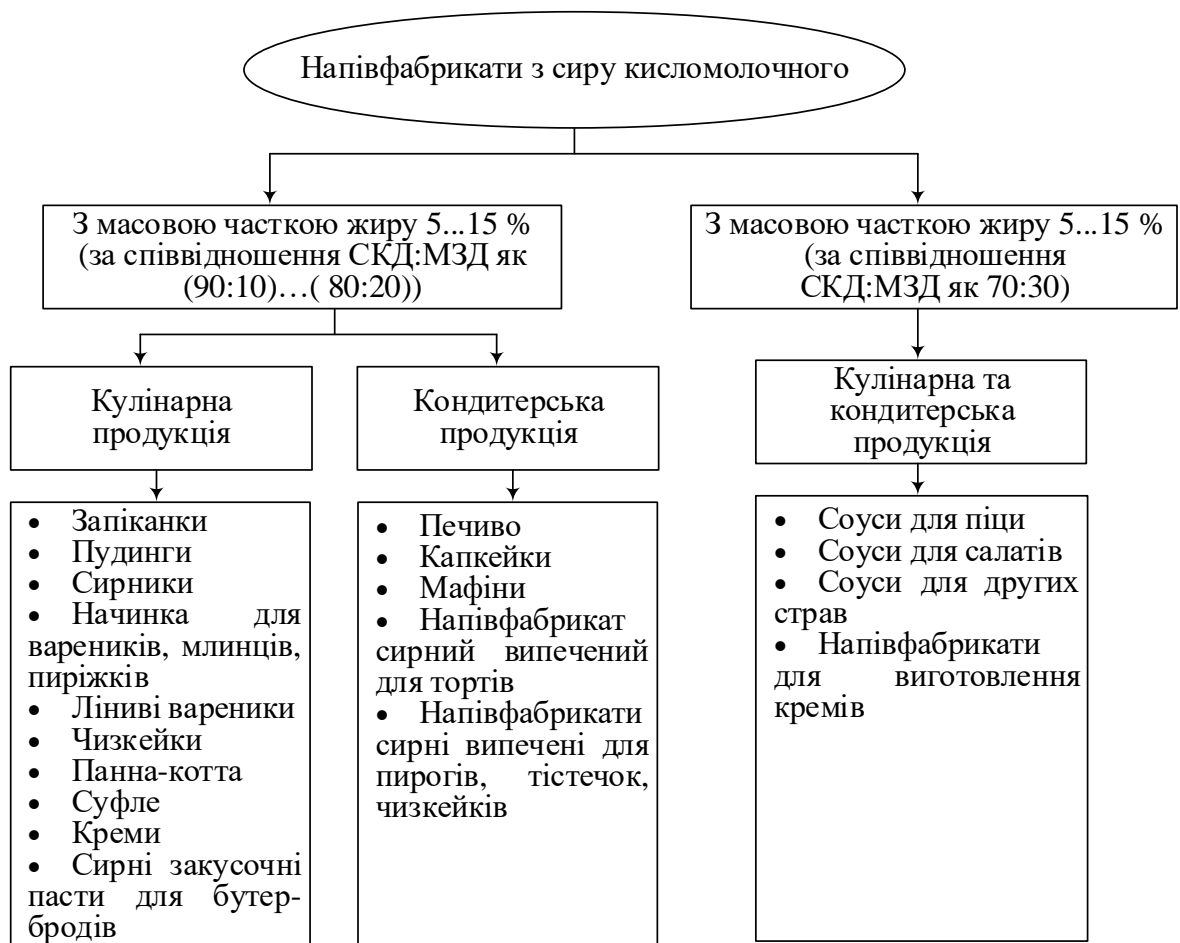 Напівфабрикати з сиру кисломолочного
З масовою часткою жиру 5...15 %
(за співвідношення СКД:МЗД як
(90:10)…( 80:20))
З масовою часткою жиру 5...15 %
(за співвідношення
СКД:МЗД як 70:30)
Кулінарна
продукція
Кондитерська
продукція
Кулінарна та
кондитерська
продукція
• Запіканки
• Пудинги
• Сирники
• Начинка для
вареників, млинців,
пиріжків
• Ліниві вареники
• Чизкейки
• Панна-котта
• Суфле
• Креми
• Сирні закусочні
пасти для бутер-
бродів
• Печиво
• Капкейки
• Мафіни
• Напівфабрикат
сирний випечений
для тортів
• Напівфабрикати
сирні випечені для
пирогів, тістечок,
чизкейків
• Соуси для піци
• Соуси для салатів
• Соуси для других
страв
• Напівфабрикати
для виготовлення
кремів